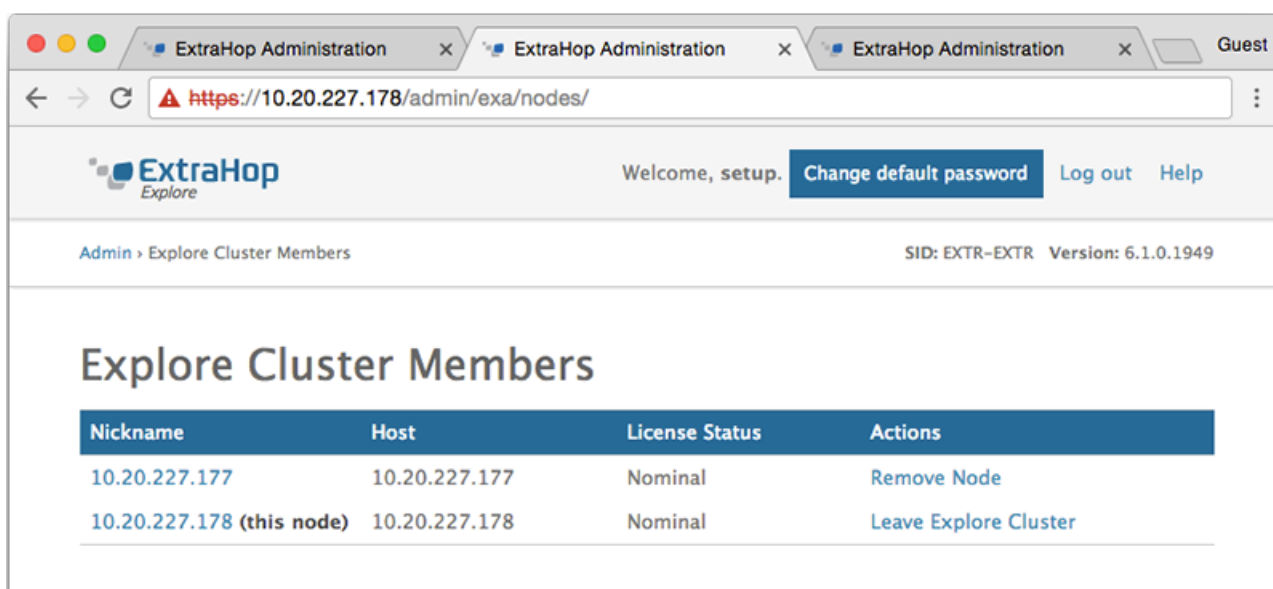 ExtraHop Administration × ExtraHop Administration × ExtraHop Administration × Guest
https://10.20.227.178/admin/exa/nodes/
ExtraHop Welcome, setup. Change default password Log out Help
Explore
Admin › Explore Cluster Members SID: EXTR-EXTR Version: 6.1.0.1949
Explore Cluster Members
Nickname Host License Status Actions
10.20.227.177 10.20.227.177 Nominal Remove Node
10.20.227.178 (this node) 10.20.227.178 Nominal Leave Explore Cluster